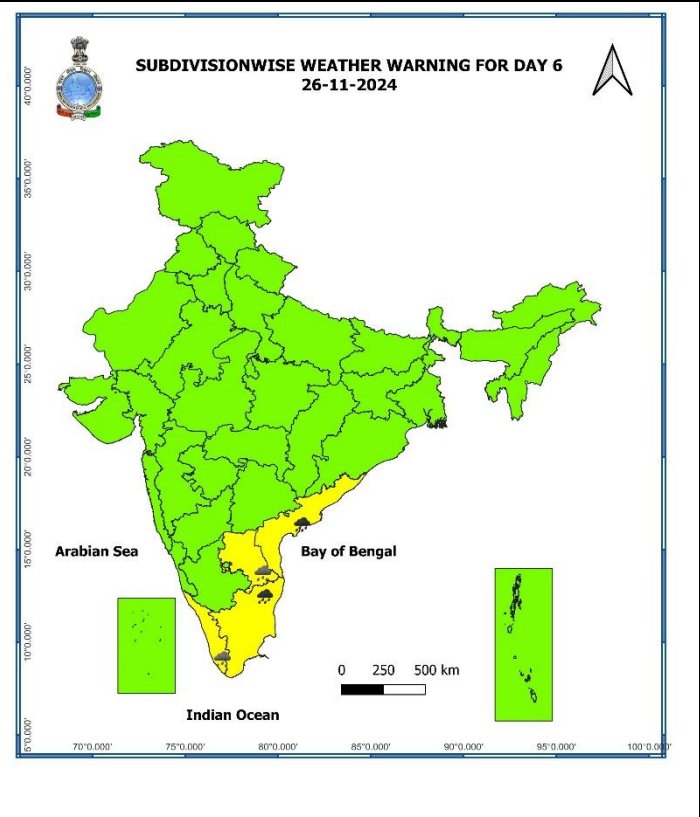 SUBDIVISIONWISE WEATHER WARNING FOR DAY 6
26-11-2024
40°0.000'
35°0.000'
30°0.000'
25°0.000'
20°0.000'
15°0.000'
10°0.000'
5°0.000'
Arabian Sea
Bay of Bengal
0 250 500 km
Indian Ocean
70°0.000' 75°0.000' 80°0.000' 85°0.000' 90°0.000' 95°0.000' 100°0.000'